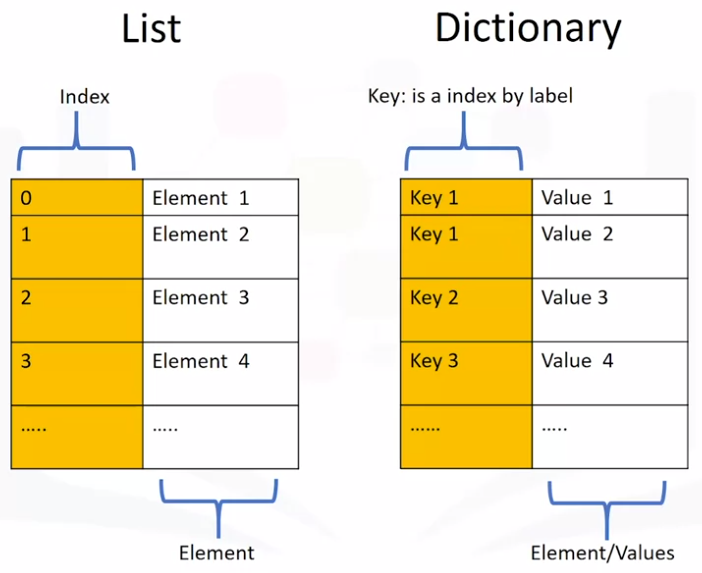 List
Index
0 Element 1
1 Element 2
2 Element 3
3 Element 4
..... .....
Element
Dictionary
Key: is a index by label
Key 1 Value 1
Key 1 Value 2
Key 2 Value 3
Key 3 Value 4
...... .....
Element/Values